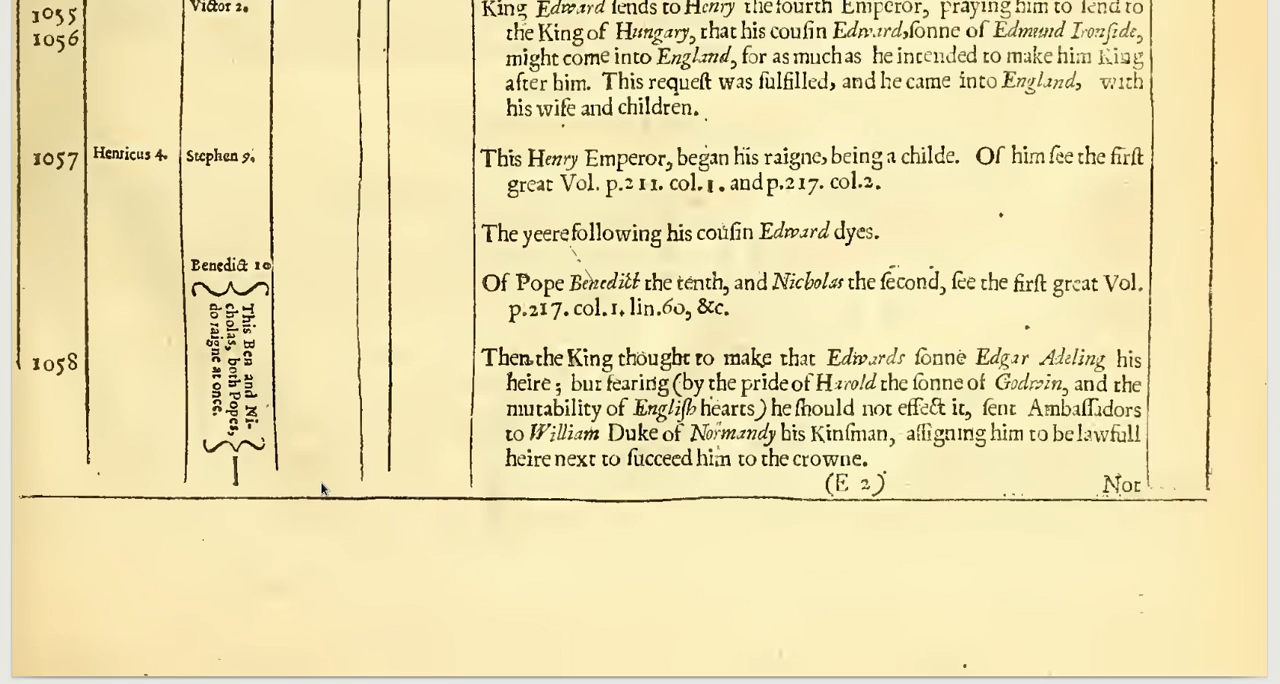 1055
Victor 2.
King Edward sends to Henry the fourth Emperor, praying him to send to
1056
the King of Hungary, that his cousin Edward, sonne of Edmund Ironside,
might come into England, for as much as he intended to make him King
after him. This request was fulfilled, and he came into England, with
his wife and children.
1057
Henricus 4.
Stephen 9.
This Henry Emperor, began his raigne, being a childe. Of him see the first
great Vol. p.211. col.1. and p.217. col.2.
The yeere following his cousin Edward dyes.
Benedict 10
Of Pope Benedict the tenth, and Nicholas the second, see the first great Vol.
p.217. col.1. lin.60, &c.
This Ben and Ni-
cholas, both Popes,
do raigne at once.
1058
Then the King thought to make that Edwards sonne Edgar Adeling his
heire; but fearing (by the pride of Harold the sonne of Godwin, and the
mutability of English hearts) he should not effect it, sent Ambassadors
to William Duke of Normandy his Kinsman, assigning him to be lawfull
heire next to succeed him to the crowne.
(E 2)
Not